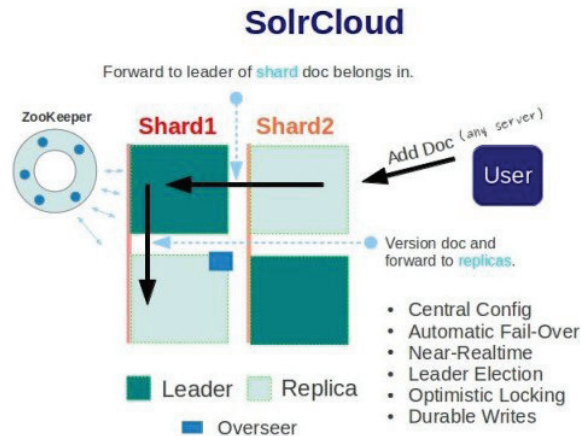 SolrCloud
Forward to leader of shard doc belongs in.
ZooKeeper
Shard1
Shard2
Add Doc (any server)
User
Version doc and
forward to replicas.
• Central Config
• Automatic Fail-Over
• Near-Realtime
• Leader Election
• Optimistic Locking
• Durable Writes
Leader
Replica
Overseer